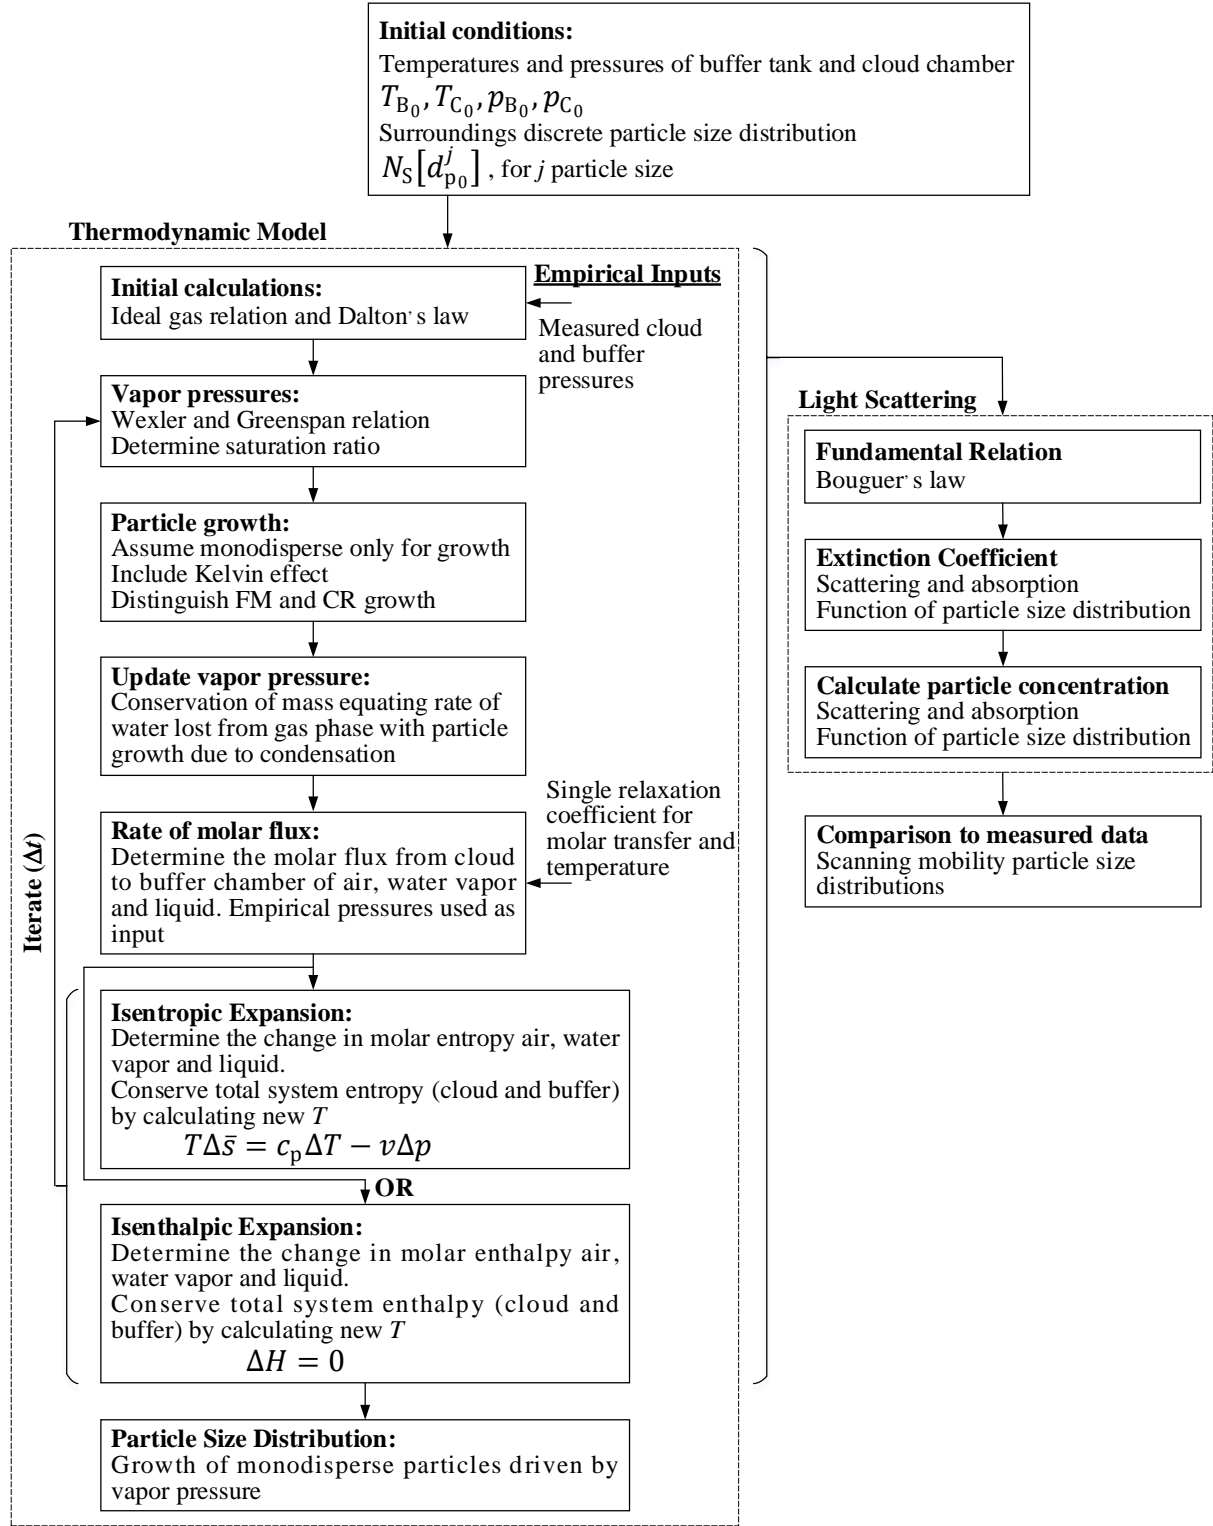 Initial conditions:
Temperatures and pressures of buffer tank and cloud chamber
T_B₀, T_C₀, p_B₀, p_C₀
Surroundings discrete particle size distribution
N_S[d_p₀^j] , for j particle size
Thermodynamic Model
Empirical Inputs
Initial calculations:
Ideal gas relation and Dalton's law
Measured cloud
and buffer
pressures
Vapor pressures:
Wexler and Greenspan relation
Determine saturation ratio
Particle growth:
Assume monodisperse only for growth
Include Kelvin effect
Distinguish FM and CR growth
Update vapor pressure:
Conservation of mass equating rate of
water lost from gas phase with particle
growth due to condensation
Single relaxation
coefficient for
molar transfer and
temperature
Rate of molar flux:
Determine the molar flux from cloud
to buffer chamber of air, water vapor
and liquid. Empirical pressures used as
input
Iterate (Δt)
Isentropic Expansion:
Determine the change in molar entropy air, water
vapor and liquid.
Conserve total system entropy (cloud and buffer)
by calculating new T
TΔs̄ = c_pΔT − vΔp
OR
Isenthalpic Expansion:
Determine the change in molar enthalpy air,
water vapor and liquid.
Conserve total system enthalpy (cloud and
buffer) by calculating new T
ΔH = 0
Particle Size Distribution:
Growth of monodisperse particles driven by
vapor pressure
Light Scattering
Fundamental Relation
Bouguer's law
Extinction Coefficient
Scattering and absorption
Function of particle size distribution
Calculate particle concentration
Scattering and absorption
Function of particle size distribution
Comparison to measured data
Scanning mobility particle size
distributions